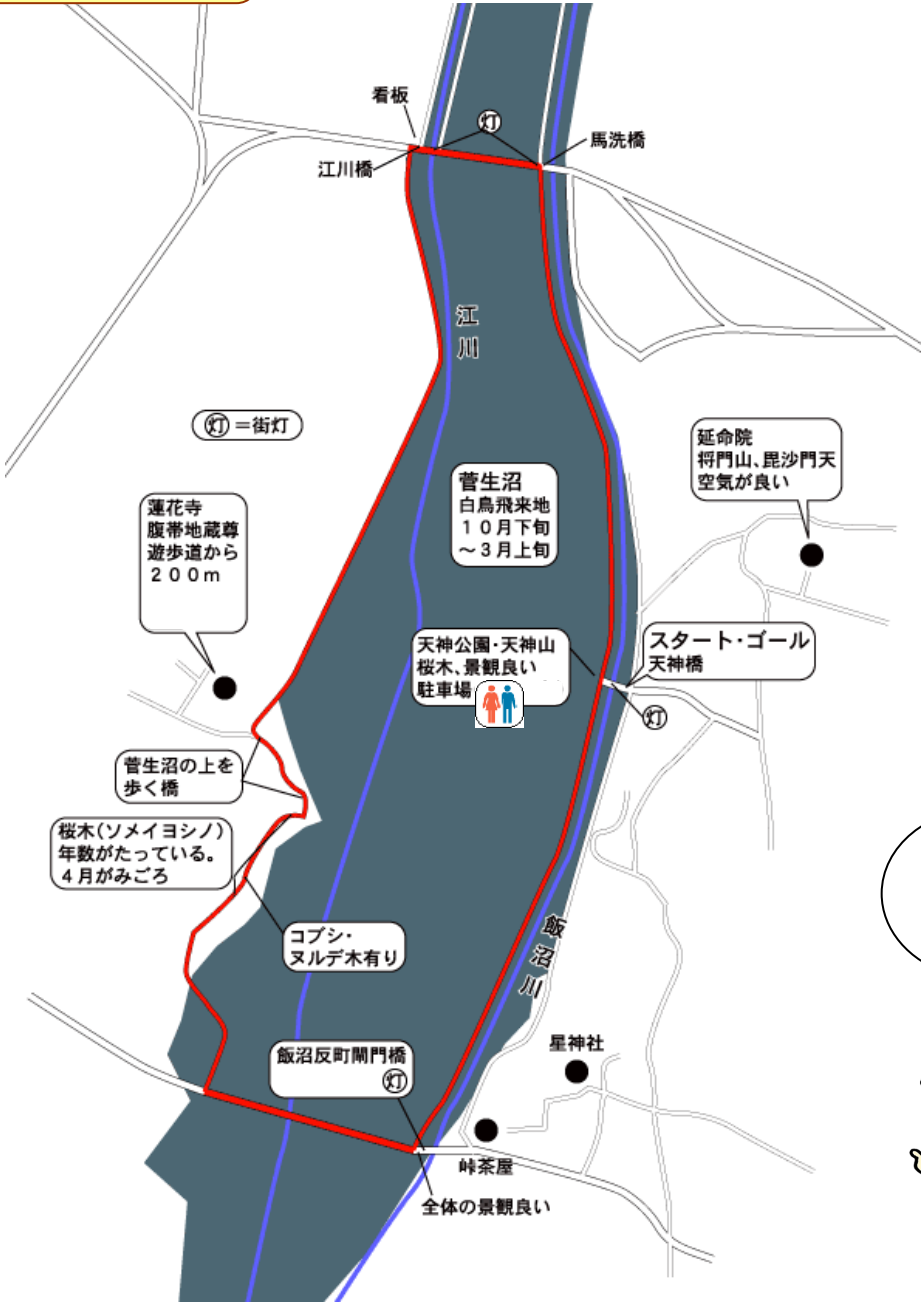 看板
灯
馬洗橋
江川橋
江川
灯=街灯
延命院
将門山、毘沙門天
空気が良い
菅生沼
白鳥飛来地
１０月下旬
～３月上旬
蓮花寺
腹帯地蔵尊
遊歩道から
２００ｍ
天神公園・天神山
桜木、景観良い
駐車場
スタート・ゴール
天神橋
灯
菅生沼の上を
歩く橋
桜木(ソメイヨシノ)
年数がたっている。
４月がみごろ
コブシ・
ヌルデ木有り
飯沼川
飯沼反町閘門橋
灯
星神社
峠茶屋
全体の景観良い